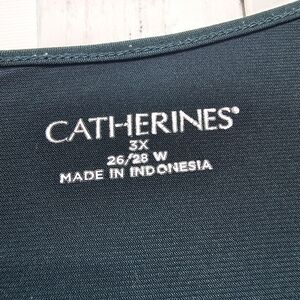 CATHERINES®
3X
26/28 W
MADE IN INDONESIA